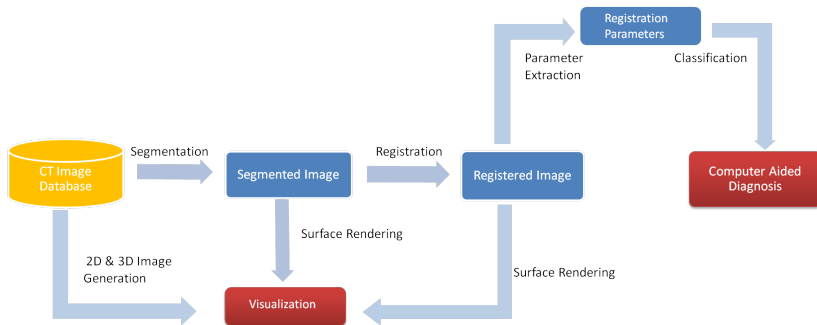 Registration
Parameters
Parameter
Extraction
Classification
Segmentation
Registration
CT Image
Database
Segmented Image
Registered Image
Computer Aided
Diagnosis
Surface Rendering
2D & 3D Image
Generation
Surface Rendering
Visualization